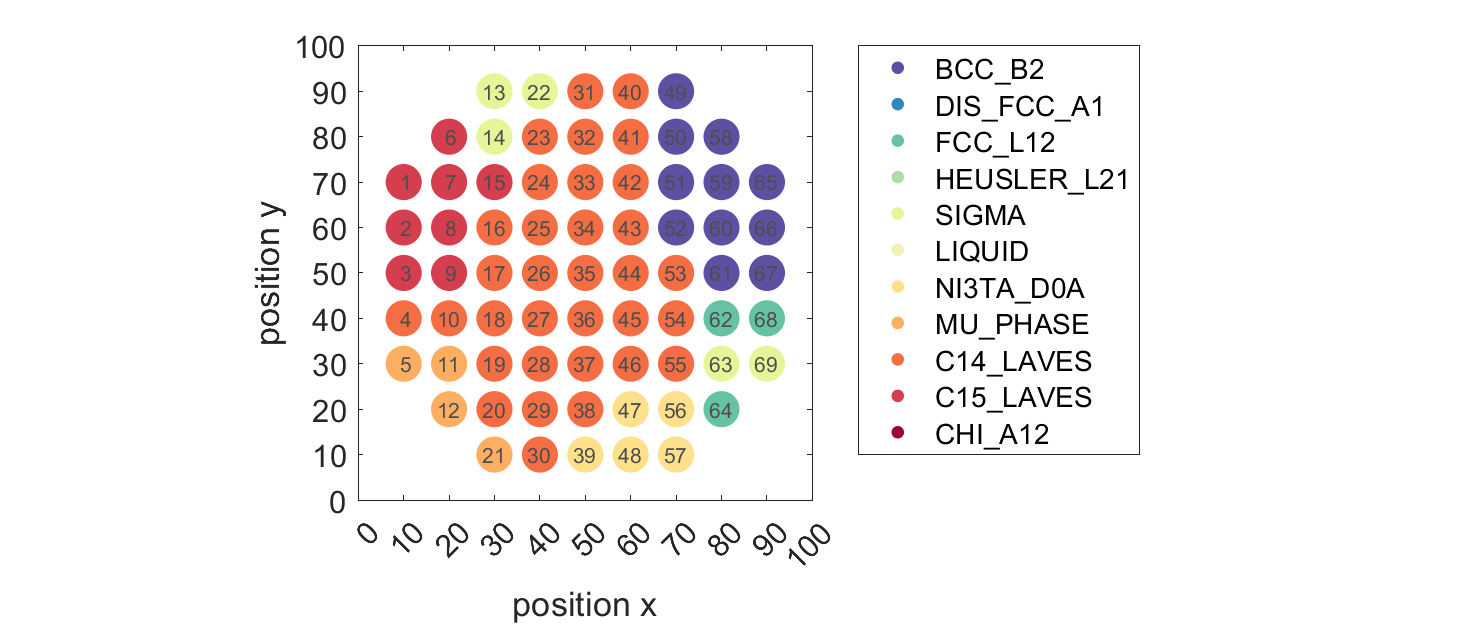 100
90
80
70
60
50
40
30
20
10
0
position y
13 22 31 40 49
6 14 23 32 41 50 58
1 7 15 24 33 42 51 59 65
2 8 16 25 34 43 52 60 66
3 9 17 26 35 44 53 61 67
4 10 18 27 36 45 54 62 68
5 11 19 28 37 46 55 63 69
12 20 29 38 47 56 64
21 30 39 48 57
0 10 20 30 40 50 60 70 80 90 100
position x
BCC_B2
DIS_FCC_A1
FCC_L12
HEUSLER_L21
SIGMA
LIQUID
NI3TA_D0A
MU_PHASE
C14_LAVES
C15_LAVES
CHI_A12